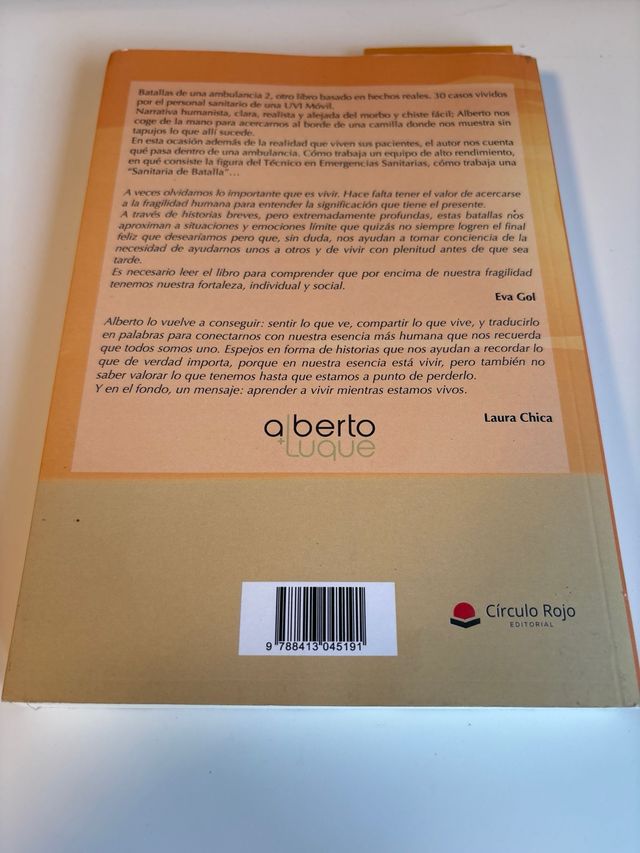 Batallas de una ambulancia 2, otro libro basado en hechos reales. 30 casos vividos
por el personal sanitario de una UVI Móvil.
Narrativa humanista, clara, realista y alejada del morbo y chiste fácil; Alberto nos
coge de la mano para acercarnos al borde de una camilla donde nos muestra sin
tapujos lo que allí sucede.
En esta ocasión además de la realidad que viven sus pacientes, el autor nos cuenta
qué pasa dentro de una ambulancia. Cómo trabaja un equipo de alto rendimiento,
en qué consiste la figura del Técnico en Emergencias Sanitarias, cómo trabaja una
“Sanitaria de Batalla”...
A veces olvidamos lo importante que es vivir. Hace falta tener el valor de acercarse
a la fragilidad humana para entender la significación que tiene el presente.
A través de historias breves, pero extremadamente profundas, estas batallas nos
aproximan a situaciones y emociones límite que quizás no siempre logren el final
feliz que desearíamos pero que, sin duda, nos ayudan a tomar conciencia de la
necesidad de ayudarnos unos a otros y de vivir con plenitud antes de que sea
tarde.
Es necesario leer el libro para comprender que por encima de nuestra fragilidad
tenemos nuestra fortaleza, individual y social.
Eva Gol
Alberto lo vuelve a conseguir: sentir lo que ve, compartir lo que vive, y traducirlo
en palabras para conectarnos con nuestra esencia más humana que nos recuerda
que todos somos uno. Espejos en forma de historias que nos ayudan a recordar lo
que de verdad importa, porque en nuestra esencia está vivir, pero también no
saber valorar lo que tenemos hasta que estamos a punto de perderlo.
Y en el fondo, un mensaje: aprender a vivir mientras estamos vivos.
Laura Chica
alberto
+Luque
9 788413 045191
Círculo Rojo
EDITORIAL